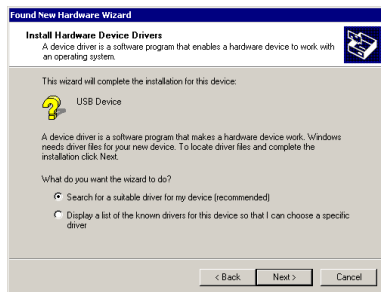 Found New Hardware Wizard
Install Hardware Device Drivers
A device driver is a software program that enables a hardware device to work with
an operating system.
This wizard will complete the installation for this device:
USB Device
A device driver is a software program that makes a hardware device work. Windows
needs driver files for your new device. To locate driver files and complete the
installation click Next.
What do you want the wizard to do?
Search for a suitable driver for my device (recommended)
Display a list of the known drivers for this device so that I can choose a specific
driver
< Back Next > Cancel